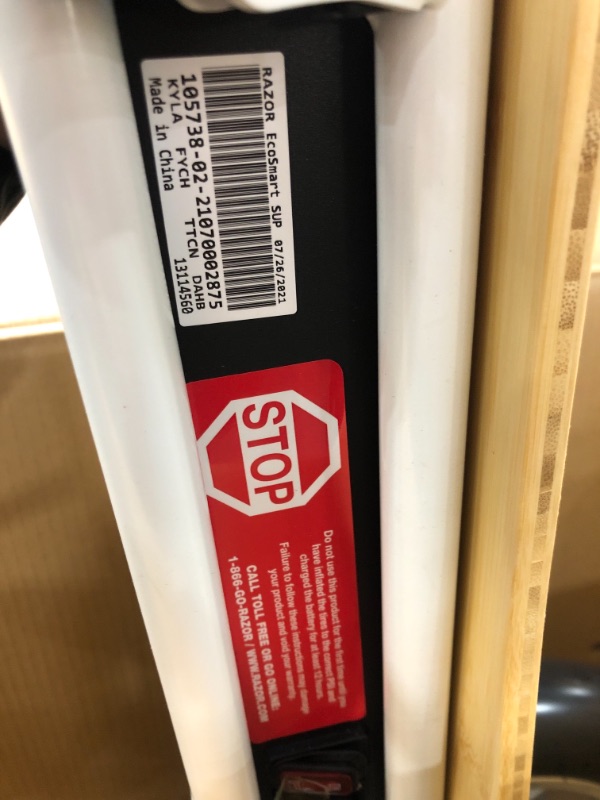 RAZOR EcoSmart SUP 07/26/2021
105738-02-21070002875
KYLA FYCH TTCN DAHB
Made in China 13114560
STOP
Do not use this product for the first time until you
have inflated the tires to the correct PSI and
charged the battery for at least 12 hours.
Failure to follow these instructions may damage
your product and void your warranty.
CALL TOLL FREE OR GO ONLINE:
1-866-GO-RAZOR / WWW.RAZOR.COM